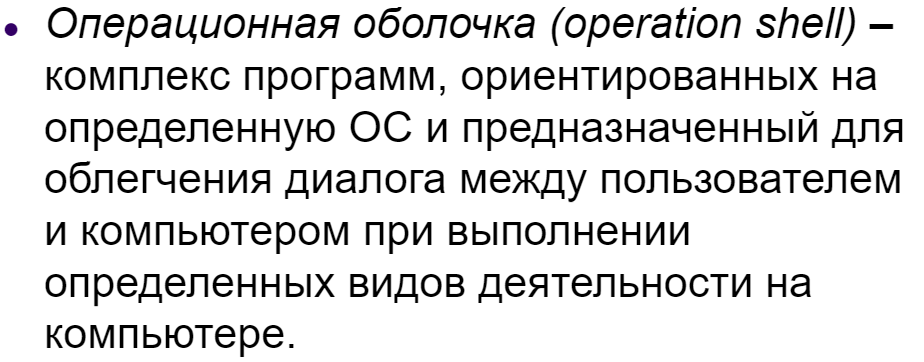 • Операционная оболочка (operation shell) –
комплекс программ, ориентированных на
определенную ОС и предназначенный для
облегчения диалога между пользователем
и компьютером при выполнении
определенных видов деятельности на
компьютере.